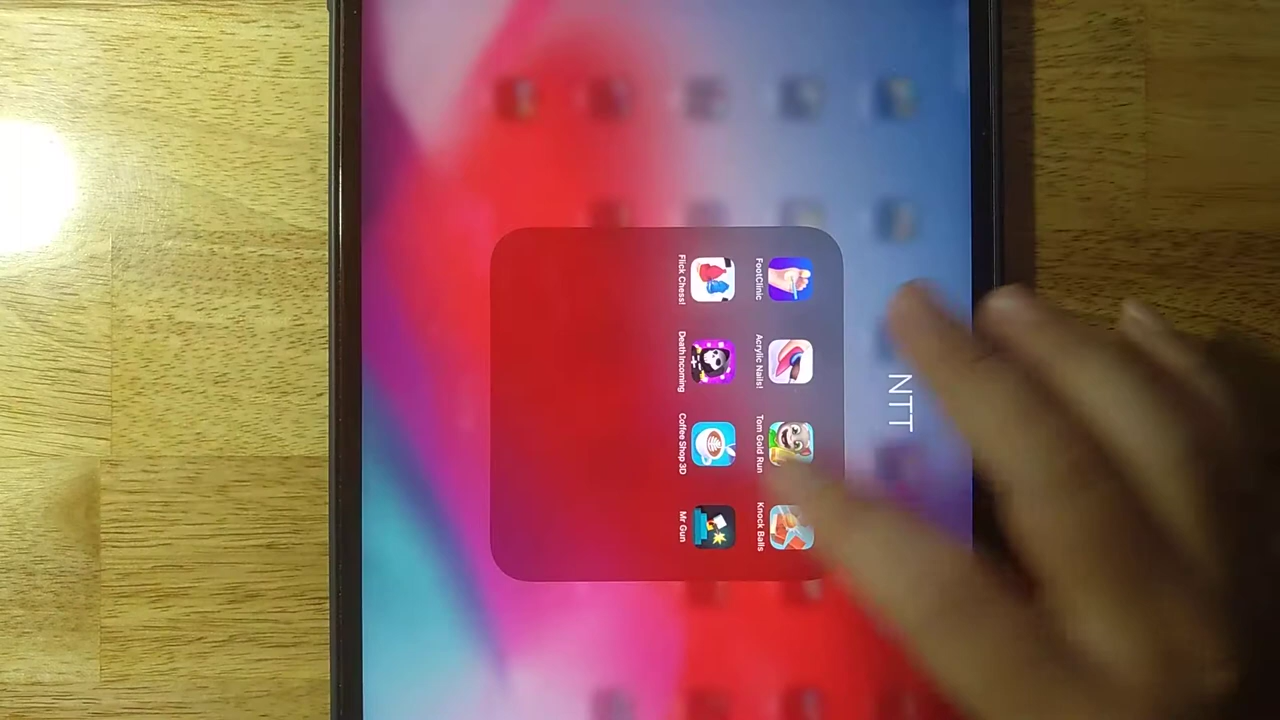 NTT
FootClinic
Acrylic Nails!
Tom Gold Run
Knock Balls
Flick Chess!
Death Incoming
Coffee Shop 3D
Mr Gun